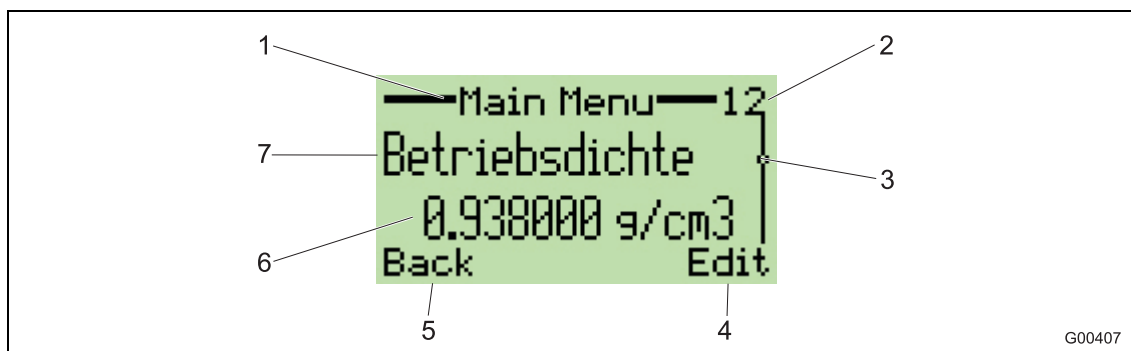 1 2
Main Menu 12
7 Betriebsdichte 3
6 0.938000 g/cm3
Back Edit
5 4
G00407